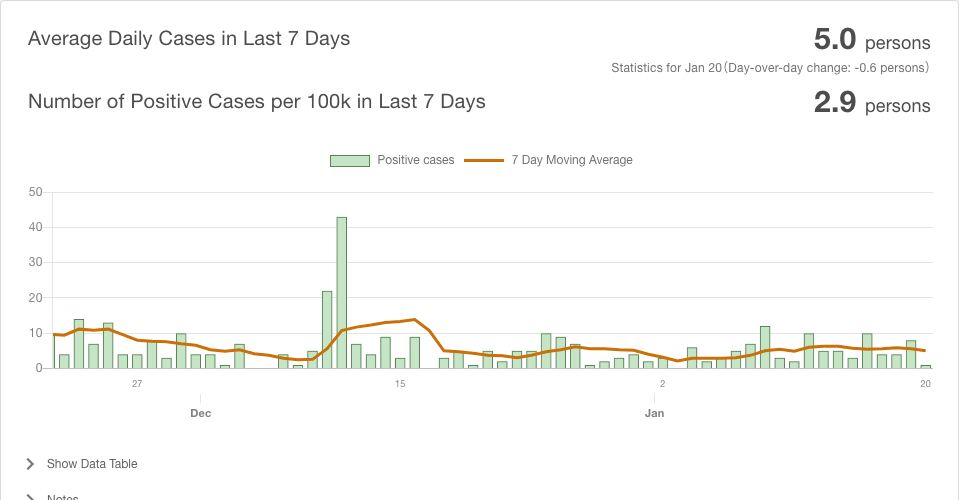 Average Daily Cases in Last 7 Days
5.0 persons
Statistics for Jan 20(Day-over-day change: -0.6 persons)
Number of Positive Cases per 100k in Last 7 Days
2.9 persons
Positive cases
7 Day Moving Average
50
40
30
20
10
0
27
15
2
20
Dec
Jan
Show Data Table
Notes